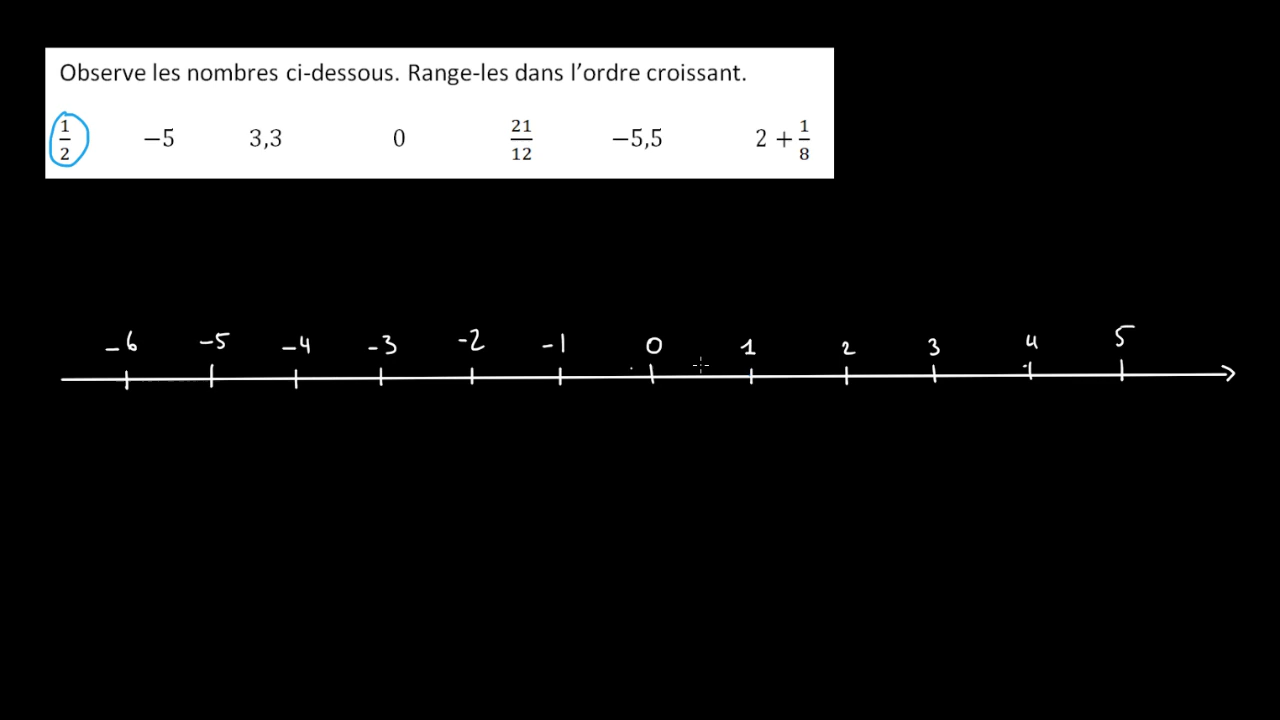 Observe les nombres ci-dessous. Range-les dans l’ordre croissant.
1/2 −5 3,3 0 21/12 −5,5 2 + 1/8
-6 -5 -4 -3 -2 -1 0 1 2 3 4 5